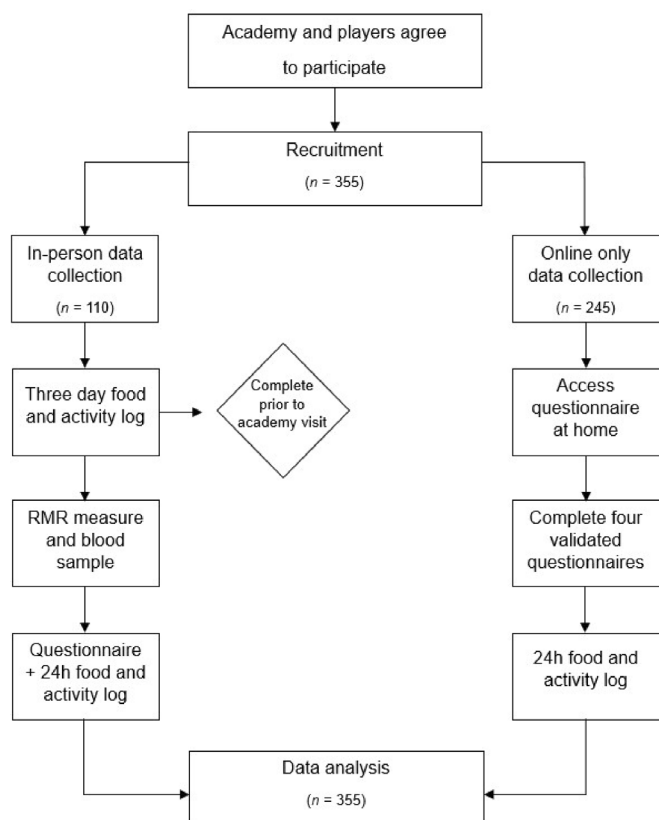 Academy and players agree
to participate
Recruitment
(n = 355)
In-person data
collection
(n = 110)
Online only
data collection
(n = 245)
Three day food
and activity log
Complete
prior to
academy visit
Access
questionnaire
at home
RMR measure
and blood
sample
Complete four
validated
questionnaires
Questionnaire
+ 24h food and
activity log
24h food and
activity log
Data analysis
(n = 355)